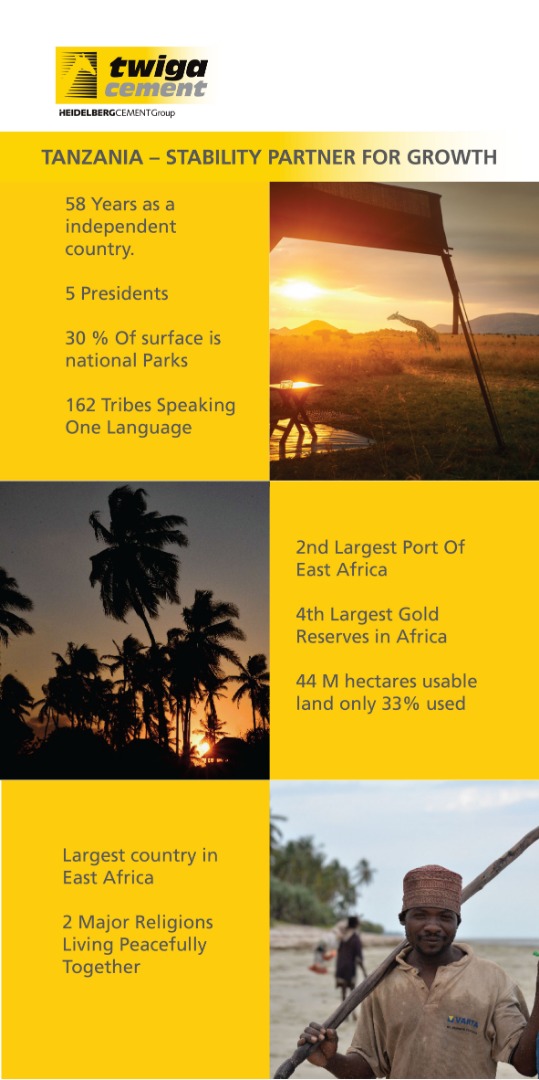 twiga
cement
HEIDELBERGCEMENTGroup
TANZANIA – STABILITY PARTNER FOR GROWTH
58 Years as a
independent
country.
5 Presidents
30 % Of surface is
national Parks
162 Tribes Speaking
One Language
2nd Largest Port Of
East Africa
4th Largest Gold
Reserves in Africa
44 M hectares usable
land only 33% used
Largest country in
East Africa
2 Major Religions
Living Peacefully
Together
VARTA